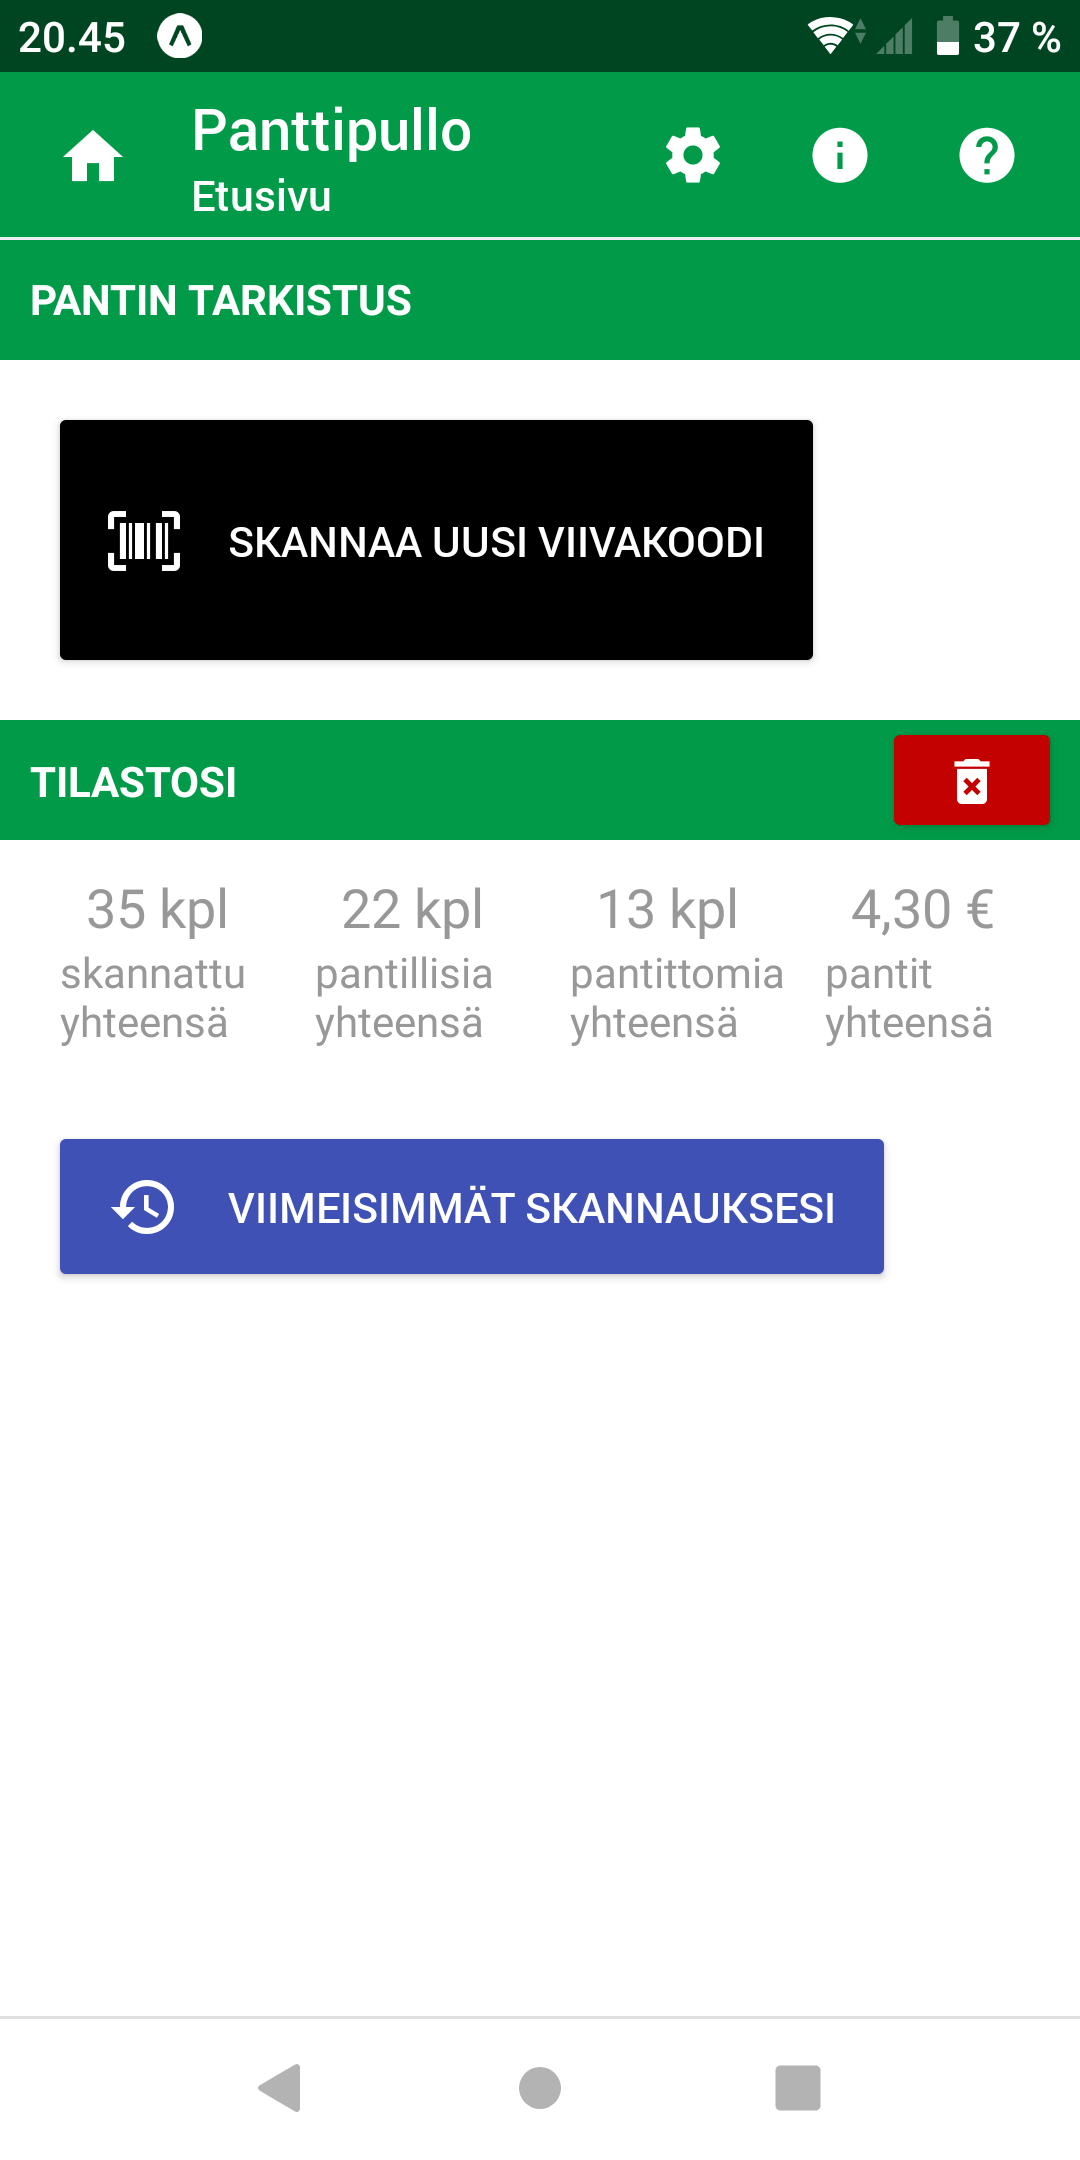 20.45
37 %
Panttipullo
Etusivu
PANTIN TARKISTUS
SKANNAA UUSI VIIVAKOODI
TILASTOSI
35 kpl
skannattu
yhteensä
22 kpl
pantillisia
yhteensä
13 kpl
pantittomia
yhteensä
4,30 €
pantit
yhteensä
VIIMEISIMMÄT SKANNAUKSESI